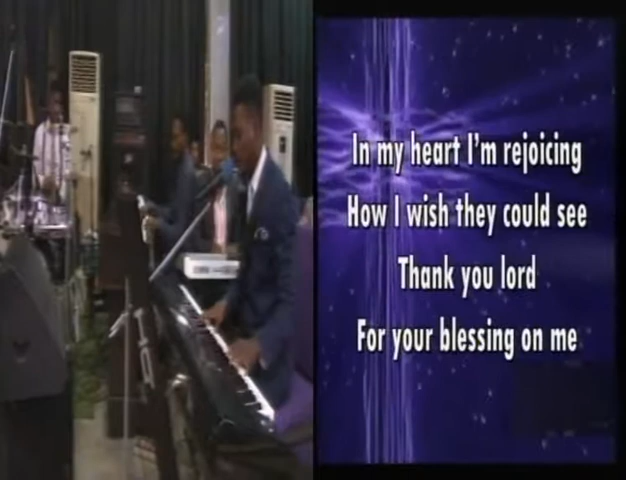 In my heart I'm rejoicing
How I wish they could see
Thank you lord
For your blessing on me